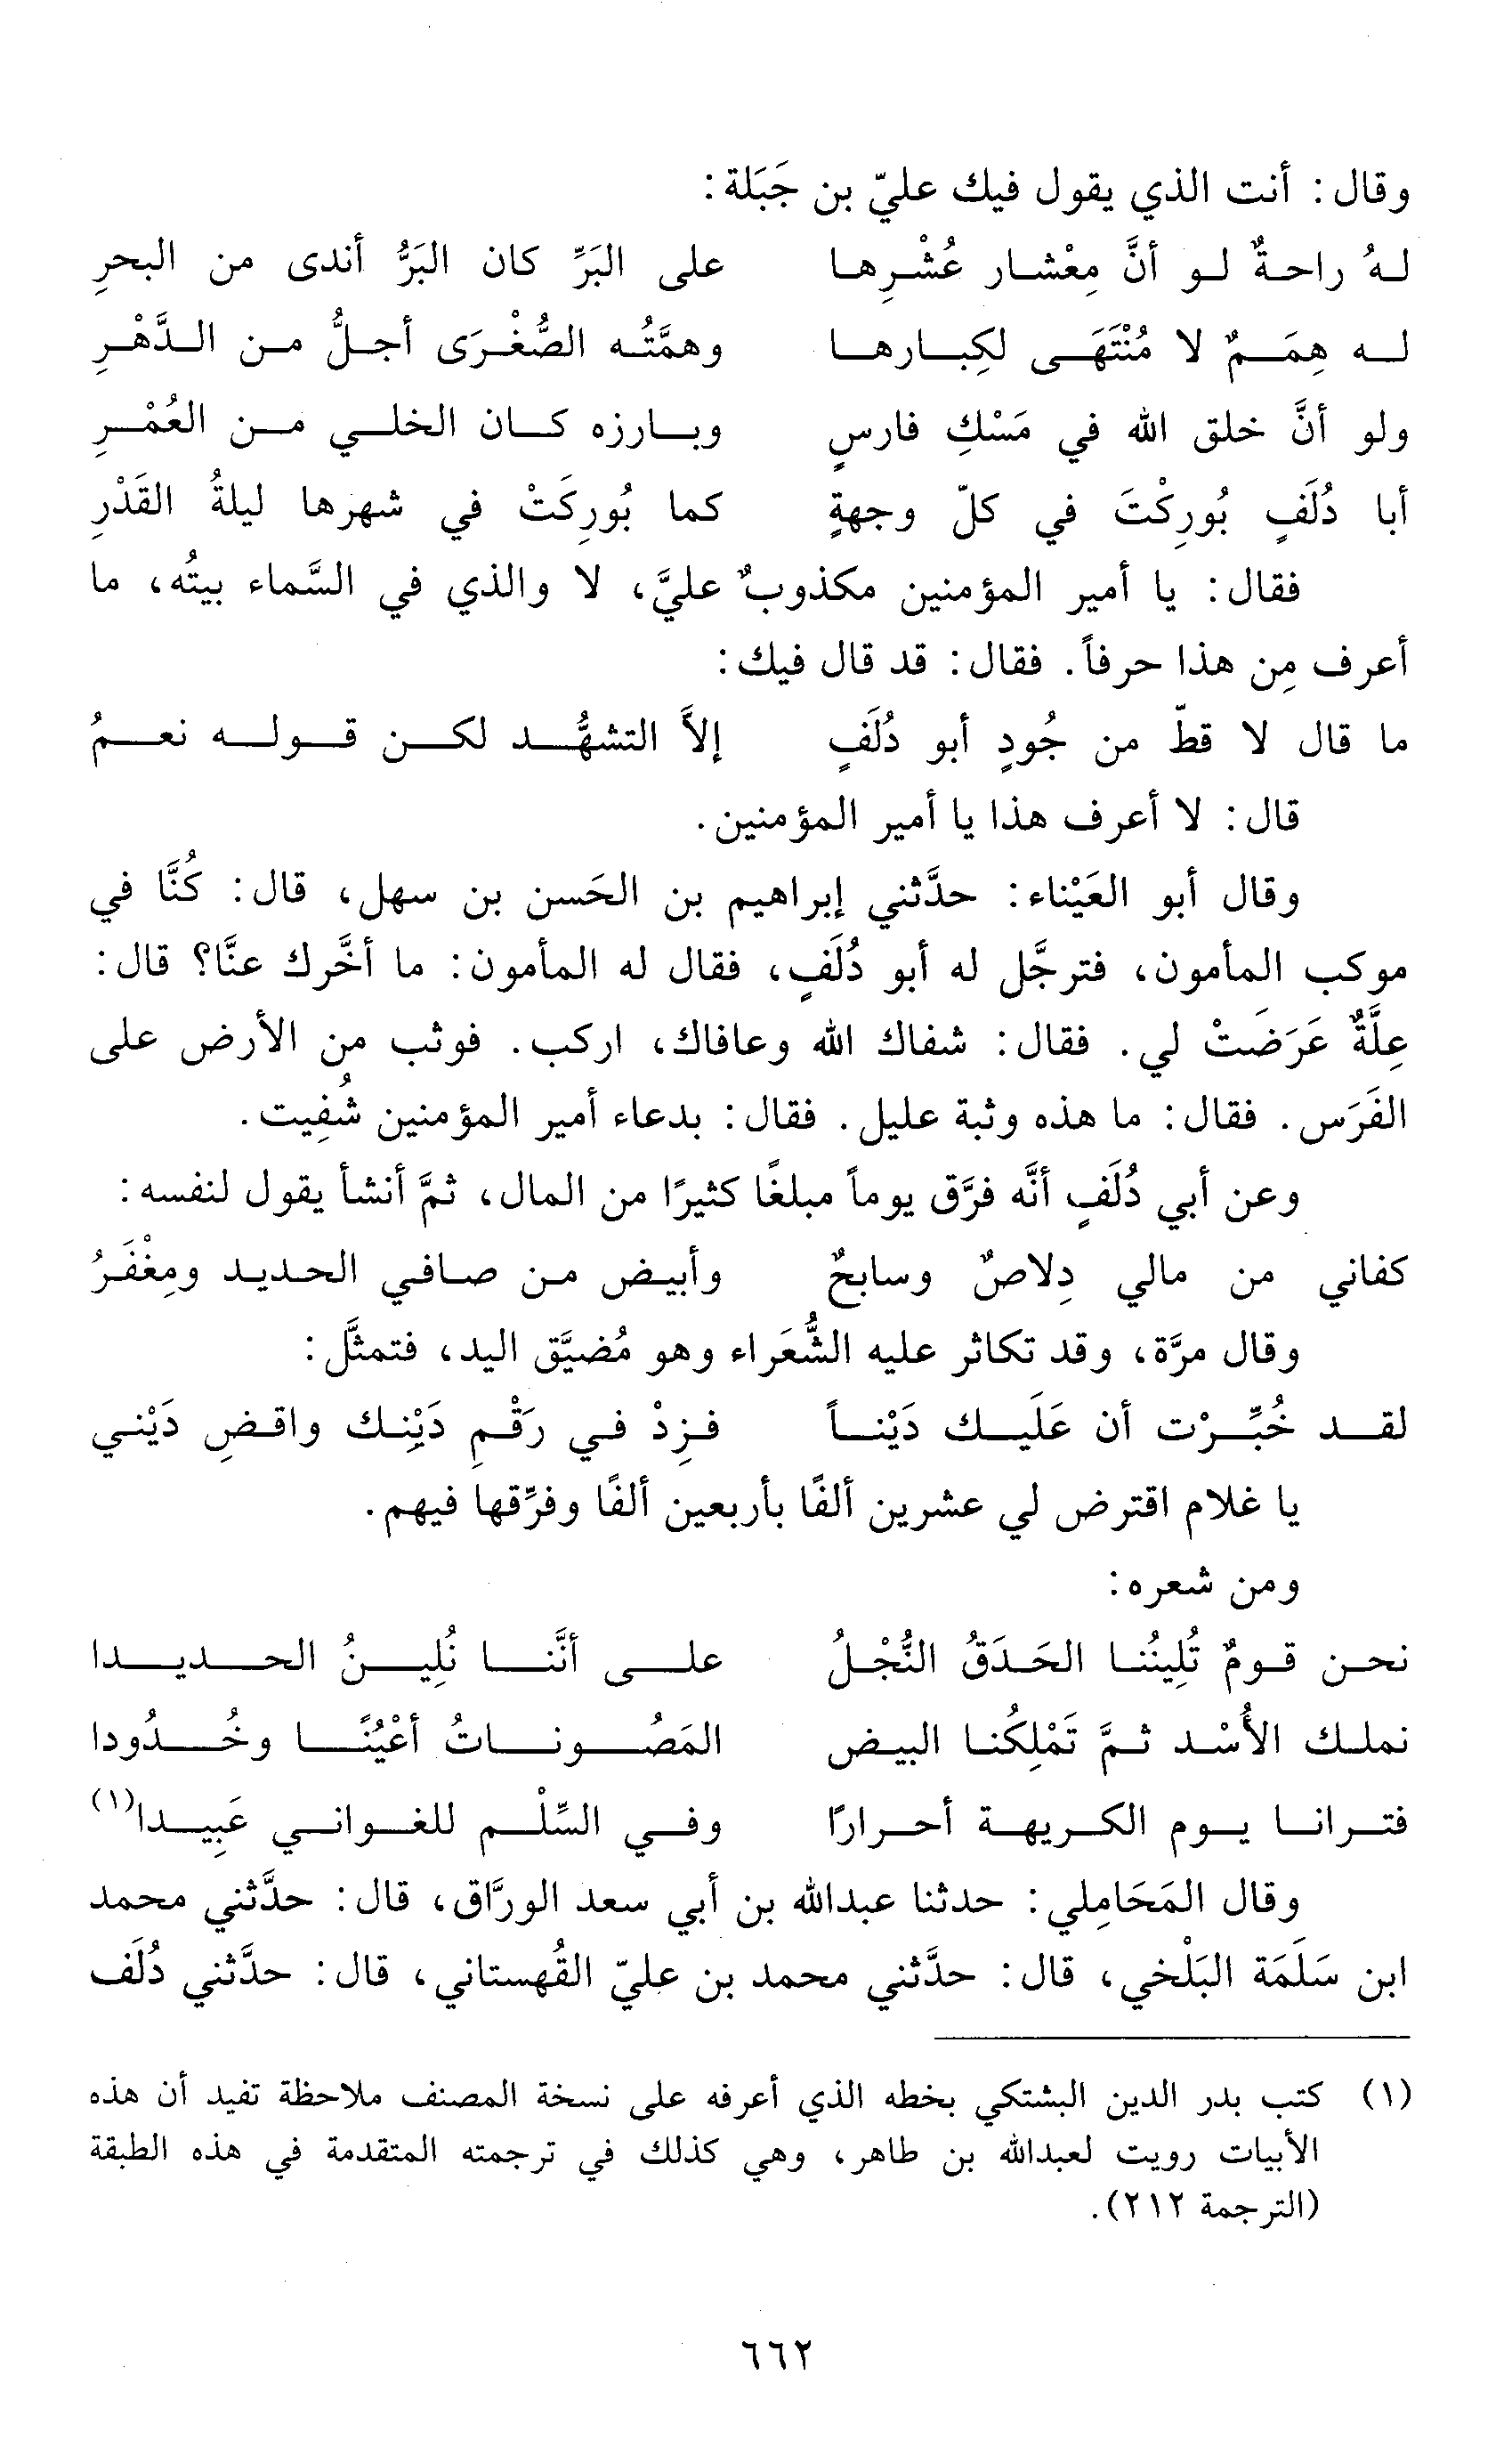 وقال: أنت الذي يقول فيك عليّ بن جَبَلة:
لهُ راحةٌ لو أنَّ مِعْشار عُشْرِها على البَرِّ كان البَرُّ أندى من البحرِ
له هِمَمٌ لا مُنْتَهَى لكِبارها وهمَّتُه الصُّغْرَى أجلُّ من الدَّهْرِ
ولو أنَّ خلق الله في مَسْكِ فارسٍ وبارزه كان الخلي من العُمْرِ
أبا دُلَفٍ بُورِكْتَ في كلّ وجهةٍ كما بُورِكَتْ في شهرها ليلةُ القَدْرِ
فقال: يا أمير المؤمنين مكذوبٌ عليَّ، لا والذي في السَّماء بيتُه، ما
أعرف مِن هذا حرفاً. فقال: قد قال فيك:
ما قال لا قطّ من جُودٍ أبو دُلَفٍ إلاَّ التشهُّد لكن قوله نعمُ
قال: لا أعرف هذا يا أمير المؤمنين.
وقال أبو العَيْناء: حدَّثني إبراهيم بن الحَسن بن سهل، قال: كُنَّا في
موكب المأمون، فترجَّل له أبو دُلَفٍ، فقال له المأمون: ما أخَّرك عنَّا؟ قال:
عِلَّةٌ عَرَضَتْ لي. فقال: شفاك الله وعافاك، اركب. فوثب من الأرض على
الفَرَس. فقال: ما هذه وثبة عليل. فقال: بدعاء أمير المؤمنين شُفِيت.
وعن أبي دُلَفٍ أنَّه فرَّق يوماً مبلغًا كثيرًا من المال، ثمَّ أنشأ يقول لنفسه:
كفاني من مالي دِلاصٌ وسابحٌ وأبيض من صافي الحديد ومِغْفَرُ
وقال مرَّة، وقد تكاثر عليه الشُّعَراء وهو مُضيَّق اليد، فتمثَّل:
لقد خُبِّرْت أن عَلَيك دَيْناً فزِدْ في رَقْمِ دَيْنِك واقضِ دَيْني
يا غلام اقترض لي عشرين ألفًا بأربعين ألفًا وفرِّقها فيهم.
ومن شعره:
نحن قومٌ تُلِينُنا الحَدَقُ النُّجْلُ على أنَّنا نُلِينُ الحديدا
نملك الأُسْد ثمَّ تَمْلِكُنا البيض المَصُوناتُ أعْيُنًا وخُدُودا
فترانا يوم الكريهة أحرارًا وفي السِّلْم للغواني عَبِيدا(١)
وقال المَحَامِلي: حدثنا عبدالله بن أبي سعد الورَّاق، قال: حدَّثني محمد
ابن سَلَمَة البَلْخي، قال: حدَّثني محمد بن عليّ القُهستاني، قال: حدَّثني دُلَف
(١) كتب بدر الدين البشتكي بخطه الذي أعرفه على نسخة المصنف ملاحظة تفيد أن هذه
الأبيات رويت لعبدالله بن طاهر، وهي كذلك في ترجمته المتقدمة في هذه الطبقة
(الترجمة ٢١٢).
٦٦٢